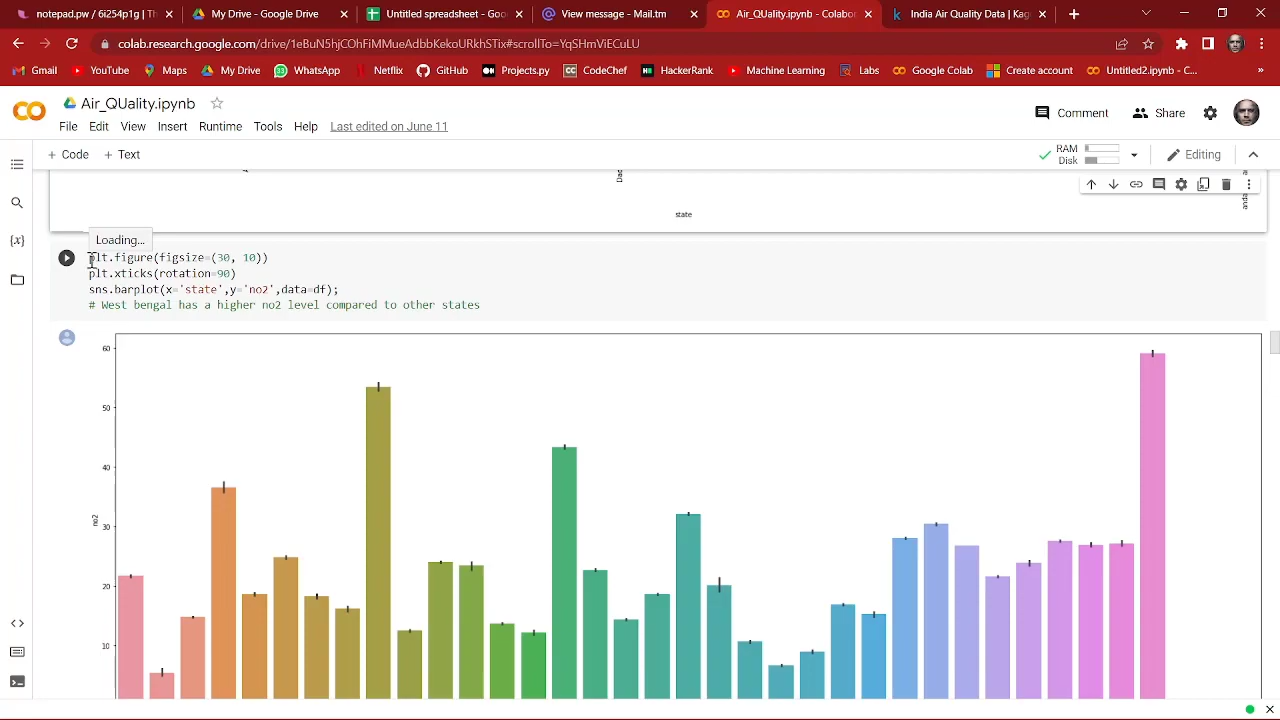 notepad.pw / 6i254p1g | Th
My Drive - Google Drive
Untitled spreadsheet - Goo
View message - Mail.tm
Air_QUality.ipynb - Colabor
India Air Quality Data | Kag
colab.research.google.com/drive/1eBuN5hjCOhFiMMueAdbbKekoURkhSTix#scrollTo=YqSHmViECuLU
Gmail
YouTube
Maps
My Drive
WhatsApp
Netflix
GitHub
Projects.py
CodeChef
HackerRank
Machine Learning
Labs
Google Colab
Create account
Untitled2.ipynb - C...
»
Air_QUality.ipynb
Comment
Share
File Edit View Insert Runtime Tools Help Last edited on June 11
+ Code + Text
RAM
Disk
Editing
state
Loading...
plt.figure(figsize=(30, 10))
plt.xticks(rotation=90)
sns.barplot(x='state',y='no2',data=df);
# West bengal has a higher no2 level compared to other states
60
50
40
30
20
10
no2